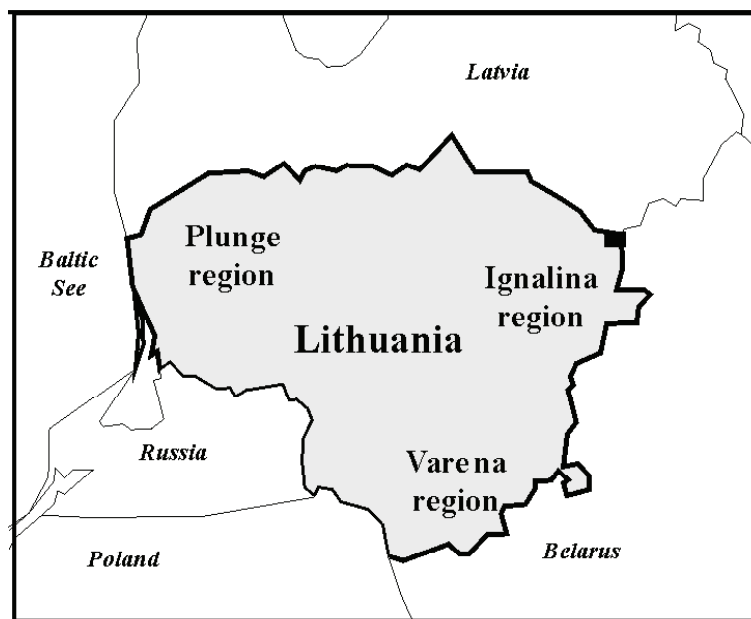 Latvia
Plunge
region
Baltic
See
Ignalina
region
Lithuania
Russia
Varena
region
Poland
Belarus